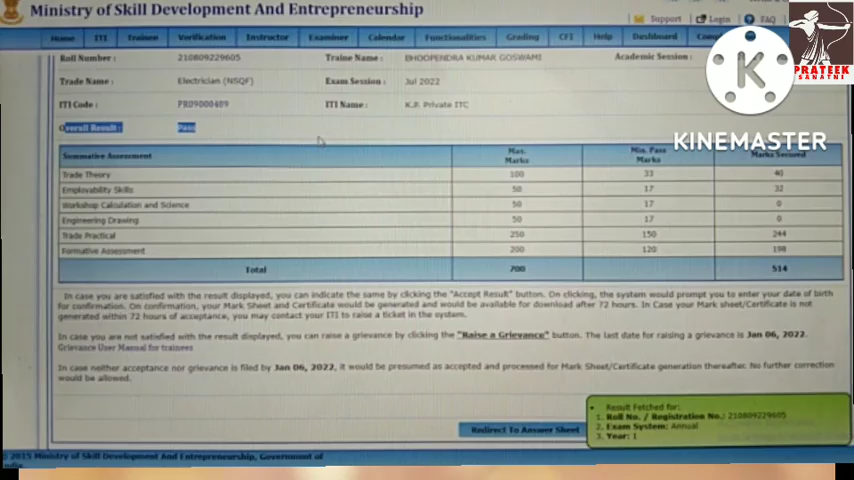 Ministry of Skill Development And Entrepreneurship
Support Login FAQ
Home ITI Trainee Verification Instructor Examiner Calendar Functionalities Grading CFI Help Dashboard
PRATEEK
SANATNI
K
KINEMASTER
Roll Number : 210809229605 Traine Name : BHOOPENDRA KUMAR GOSWAMI Academic Session :
Trade Name : Electrician (NSQF) Exam Session : Jul 2022
ITI Code : PR09000409 ITI Name : K.P. Private ITC
Overall Result : Pass
Summative Assessment Max. Marks Min. Pass Marks Marks Secured
Trade Theory 100 33 40
Employability Skills 50 17 32
Workshop Calculation and Science 50 17 0
Engineering Drawing 50 17 0
Trade Practical 250 150 244
Formative Assessment 200 120 198
Total 700 514
In case you are satisfied with the result displayed, you can indicate the same by clicking the "Accept Result" button. On clicking, the system would prompt you to enter your date of birth
for confirmation. On confirmation, your Mark Sheet and Certificate would be generated and would be available for download after 72 hours. In Case your Mark sheet/Certificate is not
generated within 72 hours of acceptance, you may contact your ITI to raise a ticket in the system.
In case you are not satisfied with the result displayed, you can raise a grievance by clicking the "Raise a Grievance" button. The last date for raising a grievance is Jan 06, 2022.
Grievance User Manual for trainees
In case neither acceptance nor grievance is filed by Jan 06, 2022, it would be presumed as accepted and processed for Mark Sheet/Certificate generation thereafter. No further correction
would be allowed.
Redirect To Answer Sheet
Result Fetched for:
1. Roll No. / Registration No.: 210809229605
2. Exam System: Annual
3. Year: 1
© 2015 Ministry of Skill Development And Entrepreneurship, Government of
India.